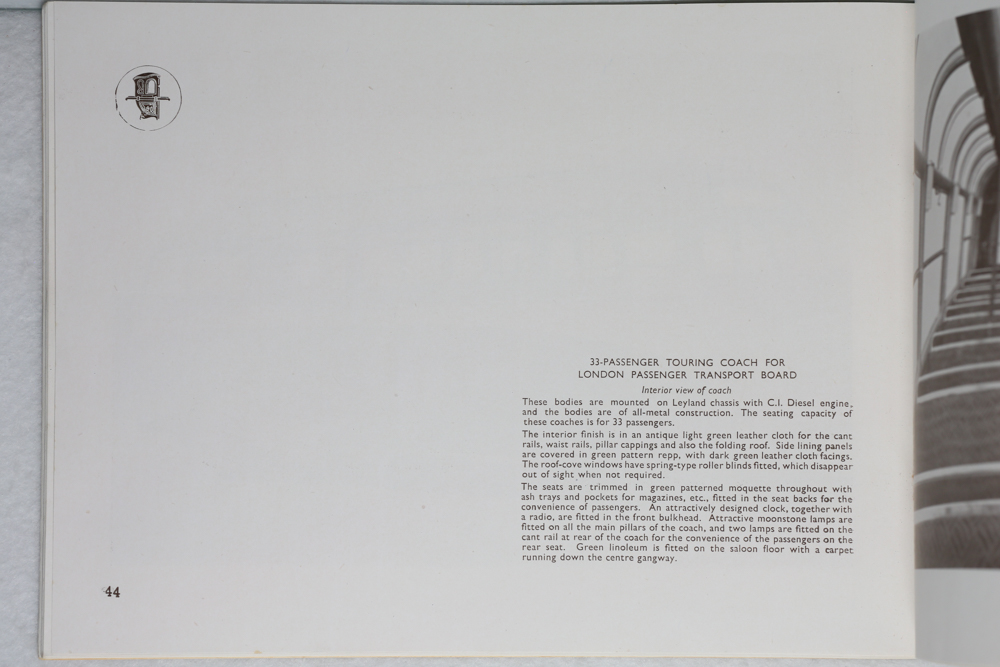 33-PASSENGER TOURING COACH FOR
LONDON PASSENGER TRANSPORT BOARD
Interior view of coach
These bodies are mounted on Leyland chassis with C.I. Diesel engine,
and the bodies are of all-metal construction. The seating capacity of
these coaches is for 33 passengers.
The interior finish is in an antique light green leather cloth for the cant
rails, waist rails, pillar cappings and also the folding roof. Side lining panels
are covered in green pattern repp, with dark green leather cloth facings.
The roof-cove windows have spring-type roller blinds fitted, which disappear
out of sight when not required.
The seats are trimmed in green patterned moquette throughout with
ash trays and pockets for magazines, etc., fitted in the seat backs for the
convenience of passengers. An attractively designed clock, together with
a radio, are fitted in the front bulkhead. Attractive moonstone lamps are
fitted on all the main pillars of the coach, and two lamps are fitted on the
cant rail at rear of the coach for the convenience of the passengers on the
rear seat. Green linoleum is fitted on the saloon floor with a carpet
running down the centre gangway.
44